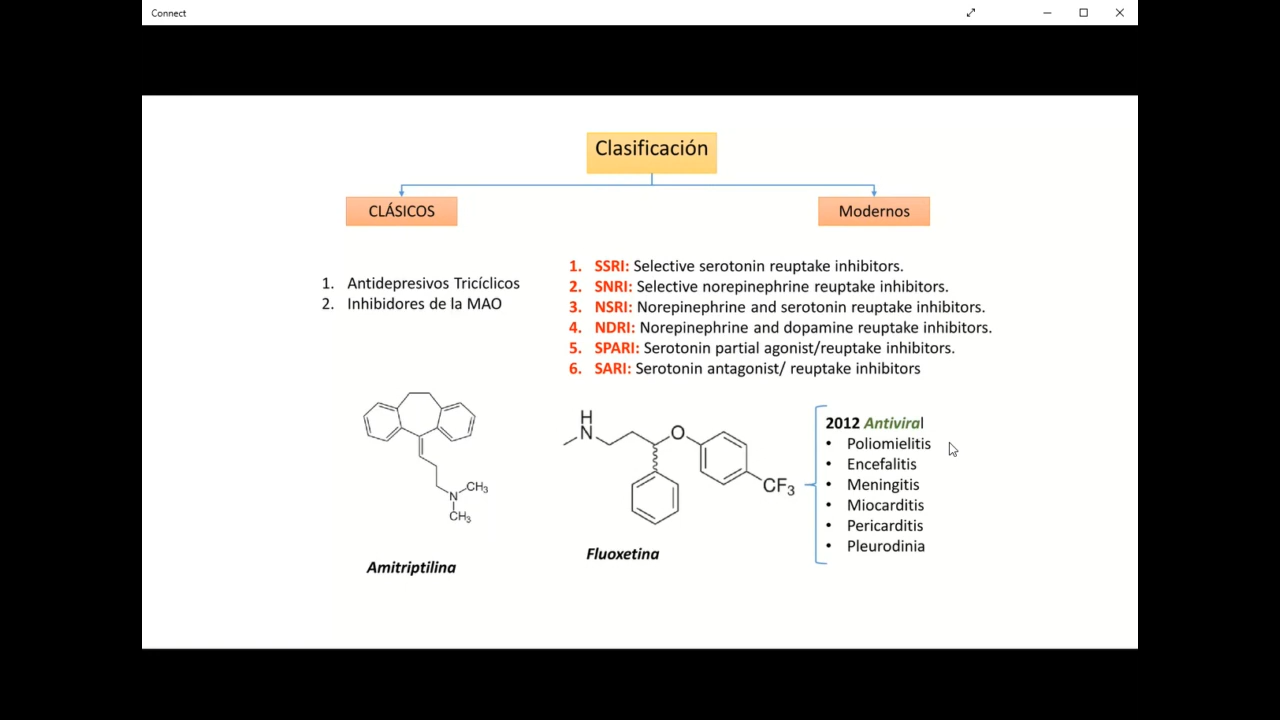 Connect
Clasificación
CLÁSICOS
Modernos
1. Antidepresivos Tricíclicos
2. Inhibidores de la MAO
1. SSRI: Selective serotonin reuptake inhibitors.
2. SNRI: Selective norepinephrine reuptake inhibitors.
3. NSRI: Norepinephrine and serotonin reuptake inhibitors.
4. NDRI: Norepinephrine and dopamine reuptake inhibitors.
5. SPARI: Serotonin partial agonist/reuptake inhibitors.
6. SARI: Serotonin antagonist/ reuptake inhibitors
N
CH3
CH3
Amitriptilina
H
N
O
CF3
Fluoxetina
2012 Antiviral
• Poliomielitis
• Encefalitis
• Meningitis
• Miocarditis
• Pericarditis
• Pleurodinia